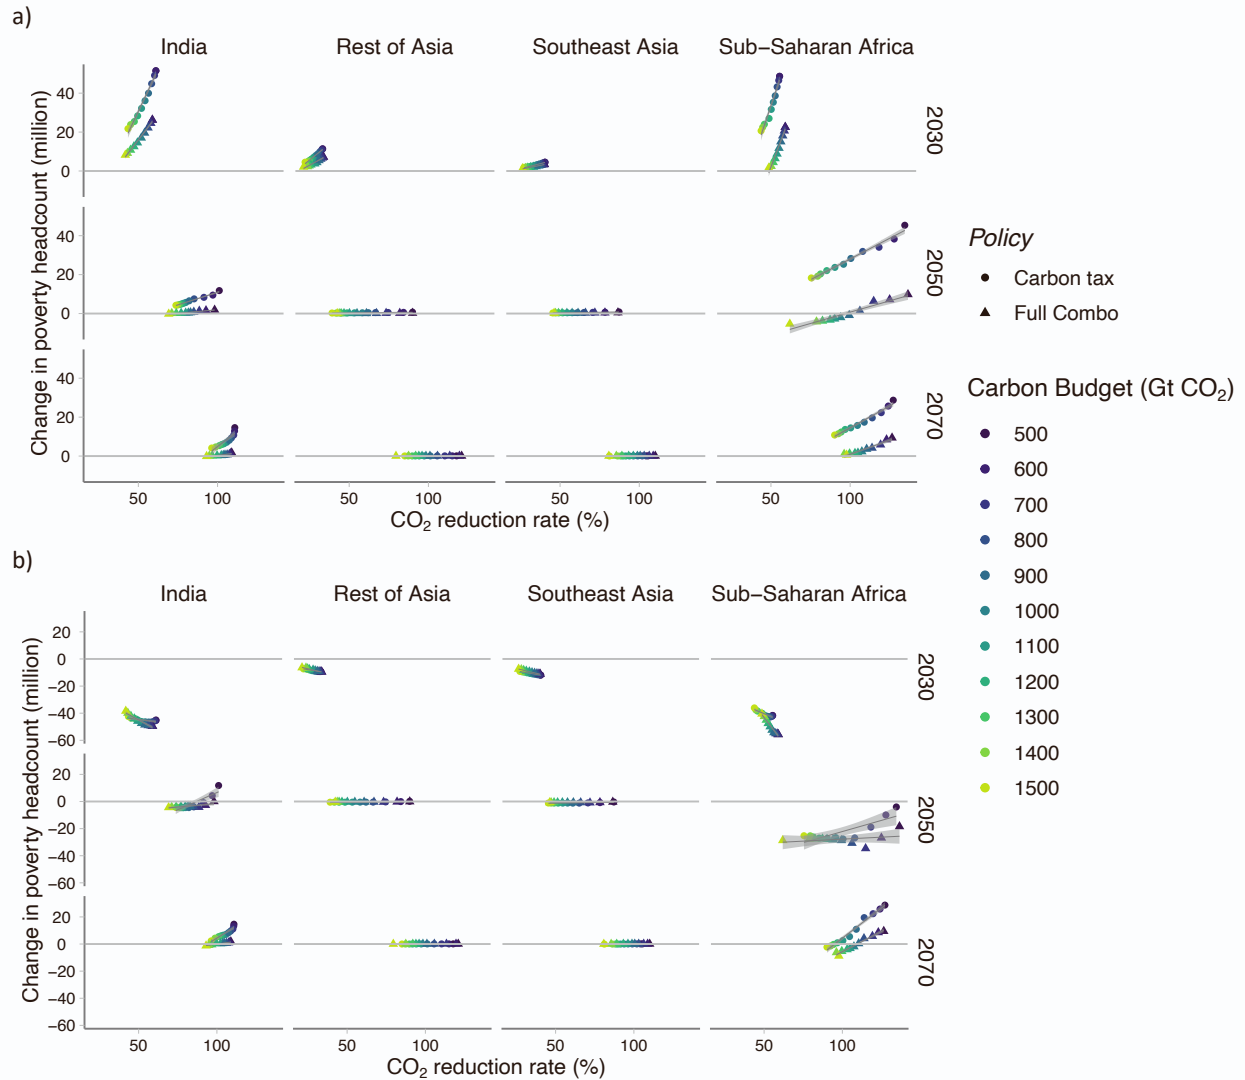 a)
India Rest of Asia Southeast Asia Sub−Saharan Africa
Change in poverty headcount (million)
40
20
0
2030
40
20
0
2050
40
20
0
2070
50 100 50 100 50 100 50 100
CO₂ reduction rate (%)
Policy
Carbon tax
Full Combo
Carbon Budget (Gt CO₂)
500
600
700
800
900
1000
1100
1200
1300
1400
1500
b)
India Rest of Asia Southeast Asia Sub−Saharan Africa
Change in poverty headcount (million)
20
0
−20
−40
−60
2030
20
0
−20
−40
−60
2050
20
0
−20
−40
−60
2070
50 100 50 100 50 100 50 100
CO₂ reduction rate (%)